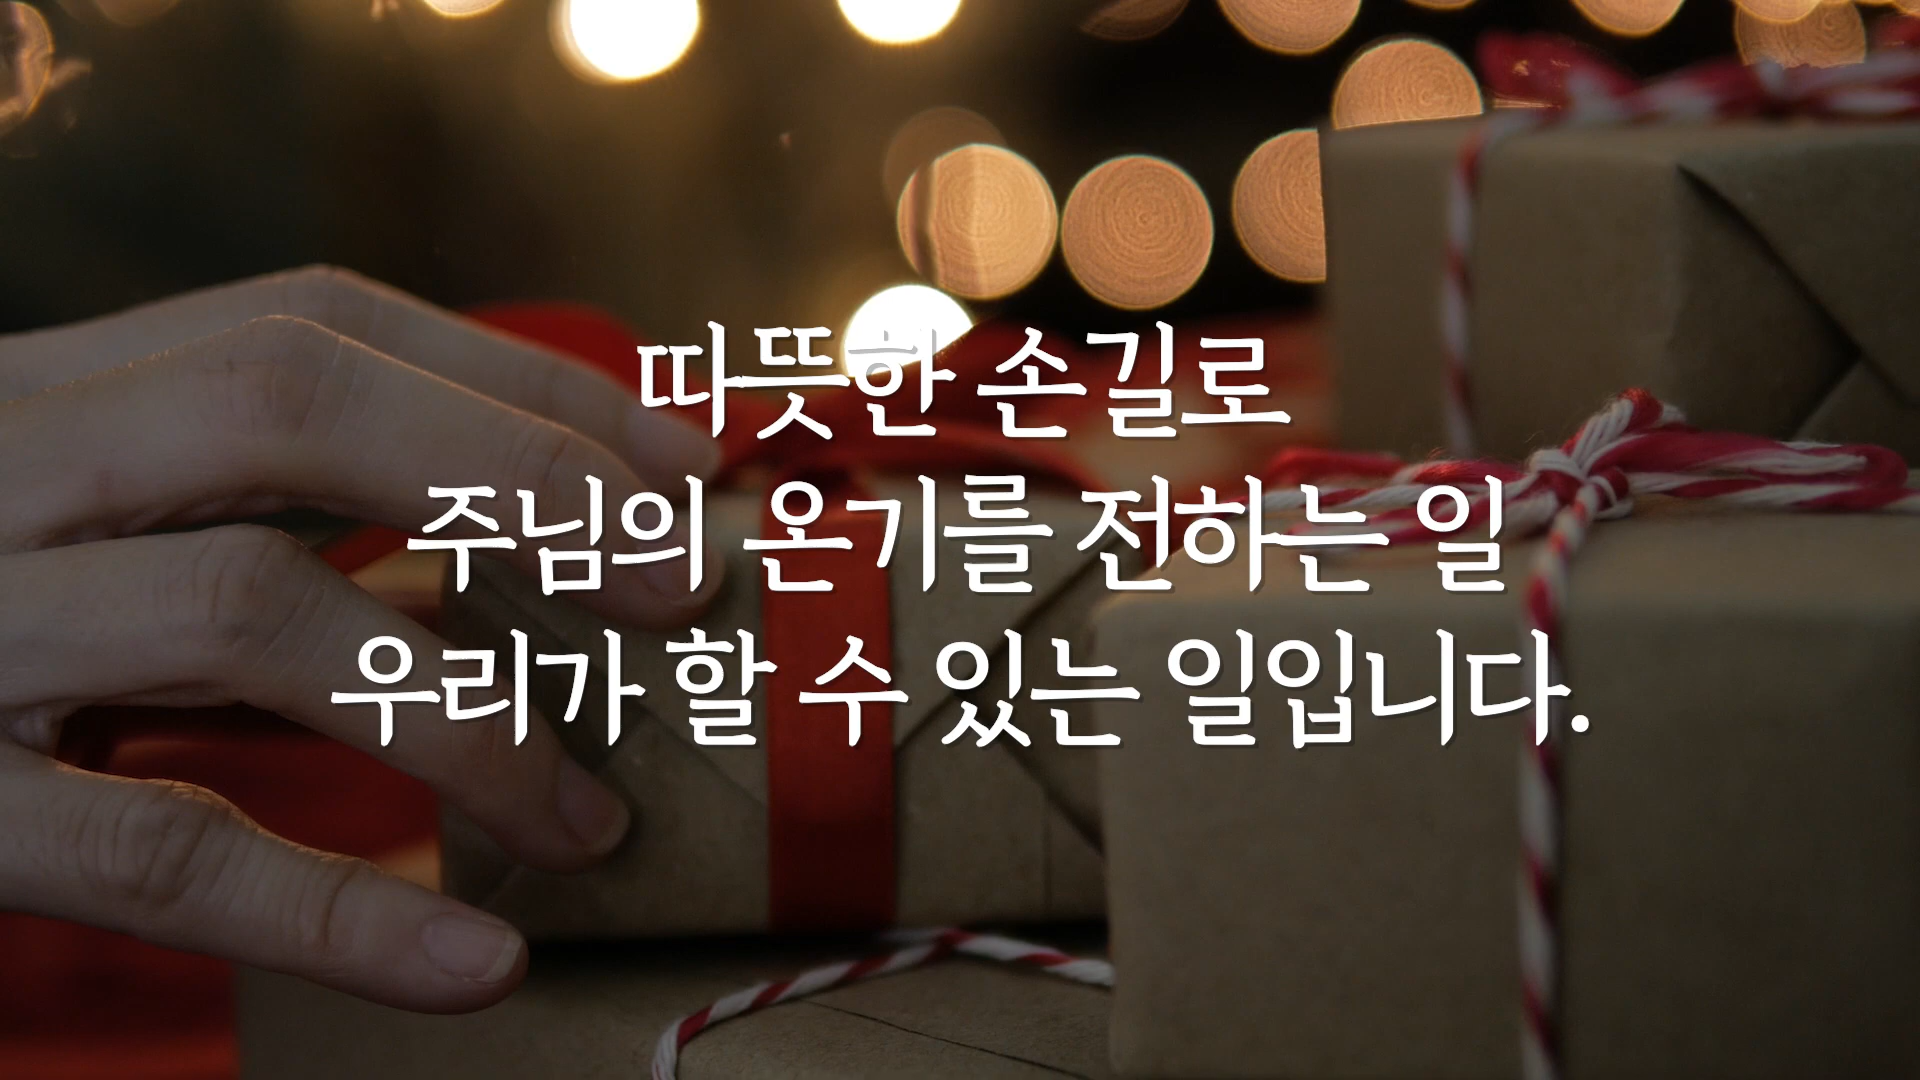 따뜻한 손길로
주님의 온기를 전하는 일
우리가 할 수 있는 일입니다.